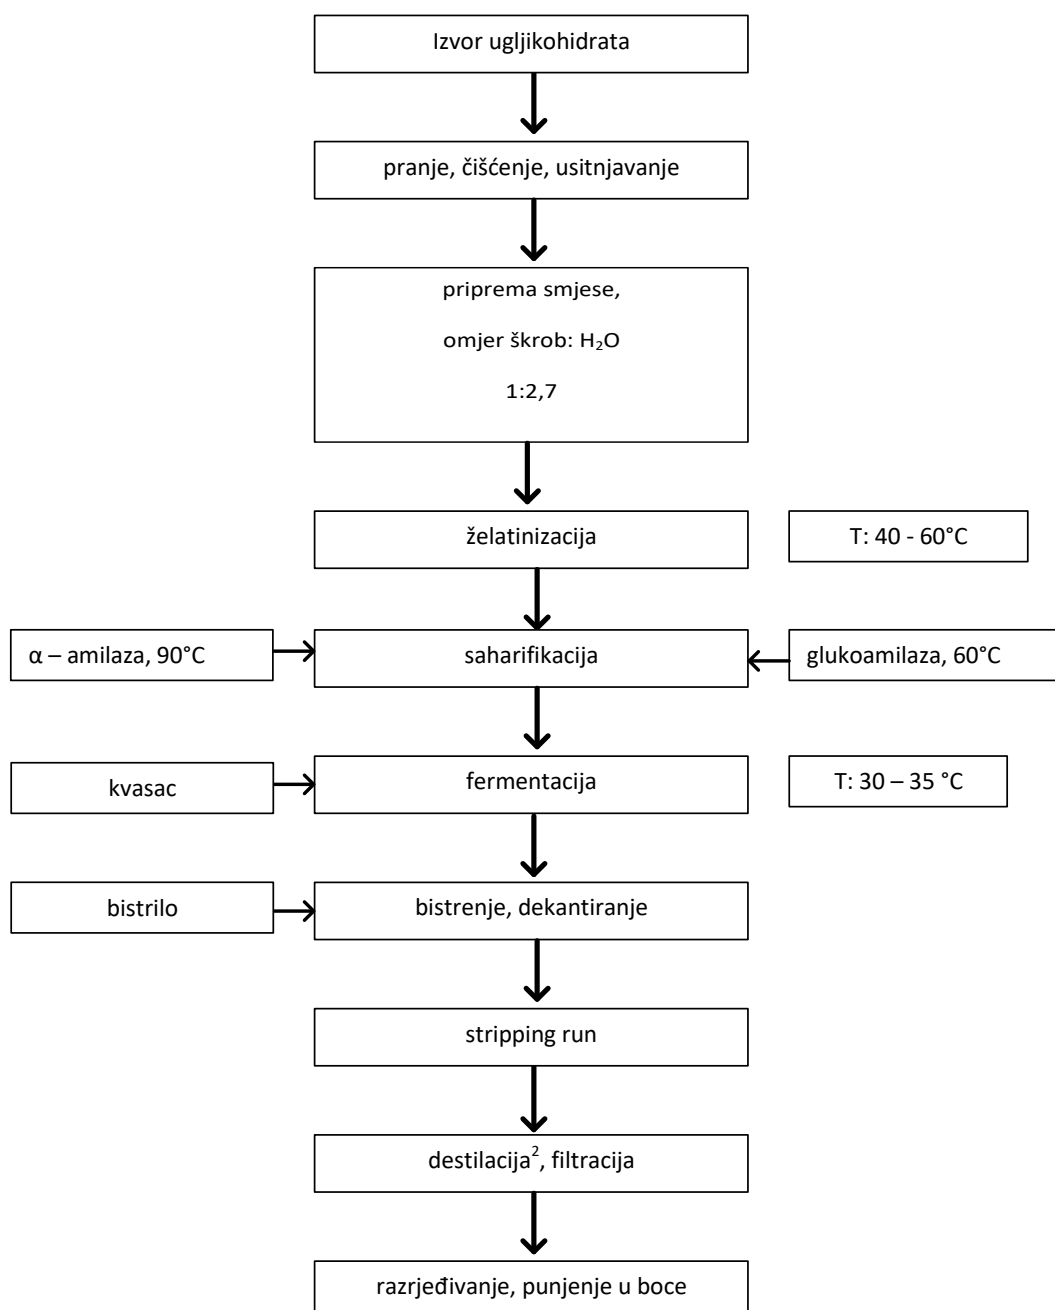 Izvor ugljikohidrata
pranje, čišćenje, usitnjavanje
priprema smjese,
omjer škrob: H₂O
1:2,7
želatinizacija
T: 40 - 60°C
α – amilaza, 90°C
saharifikacija
glukoamilaza, 60°C
kvasac
fermentacija
T: 30 – 35 °C
bistrilo
bistrenje, dekantiranje
stripping run
destilacija², filtracija
razrjeđivanje, punjenje u boce